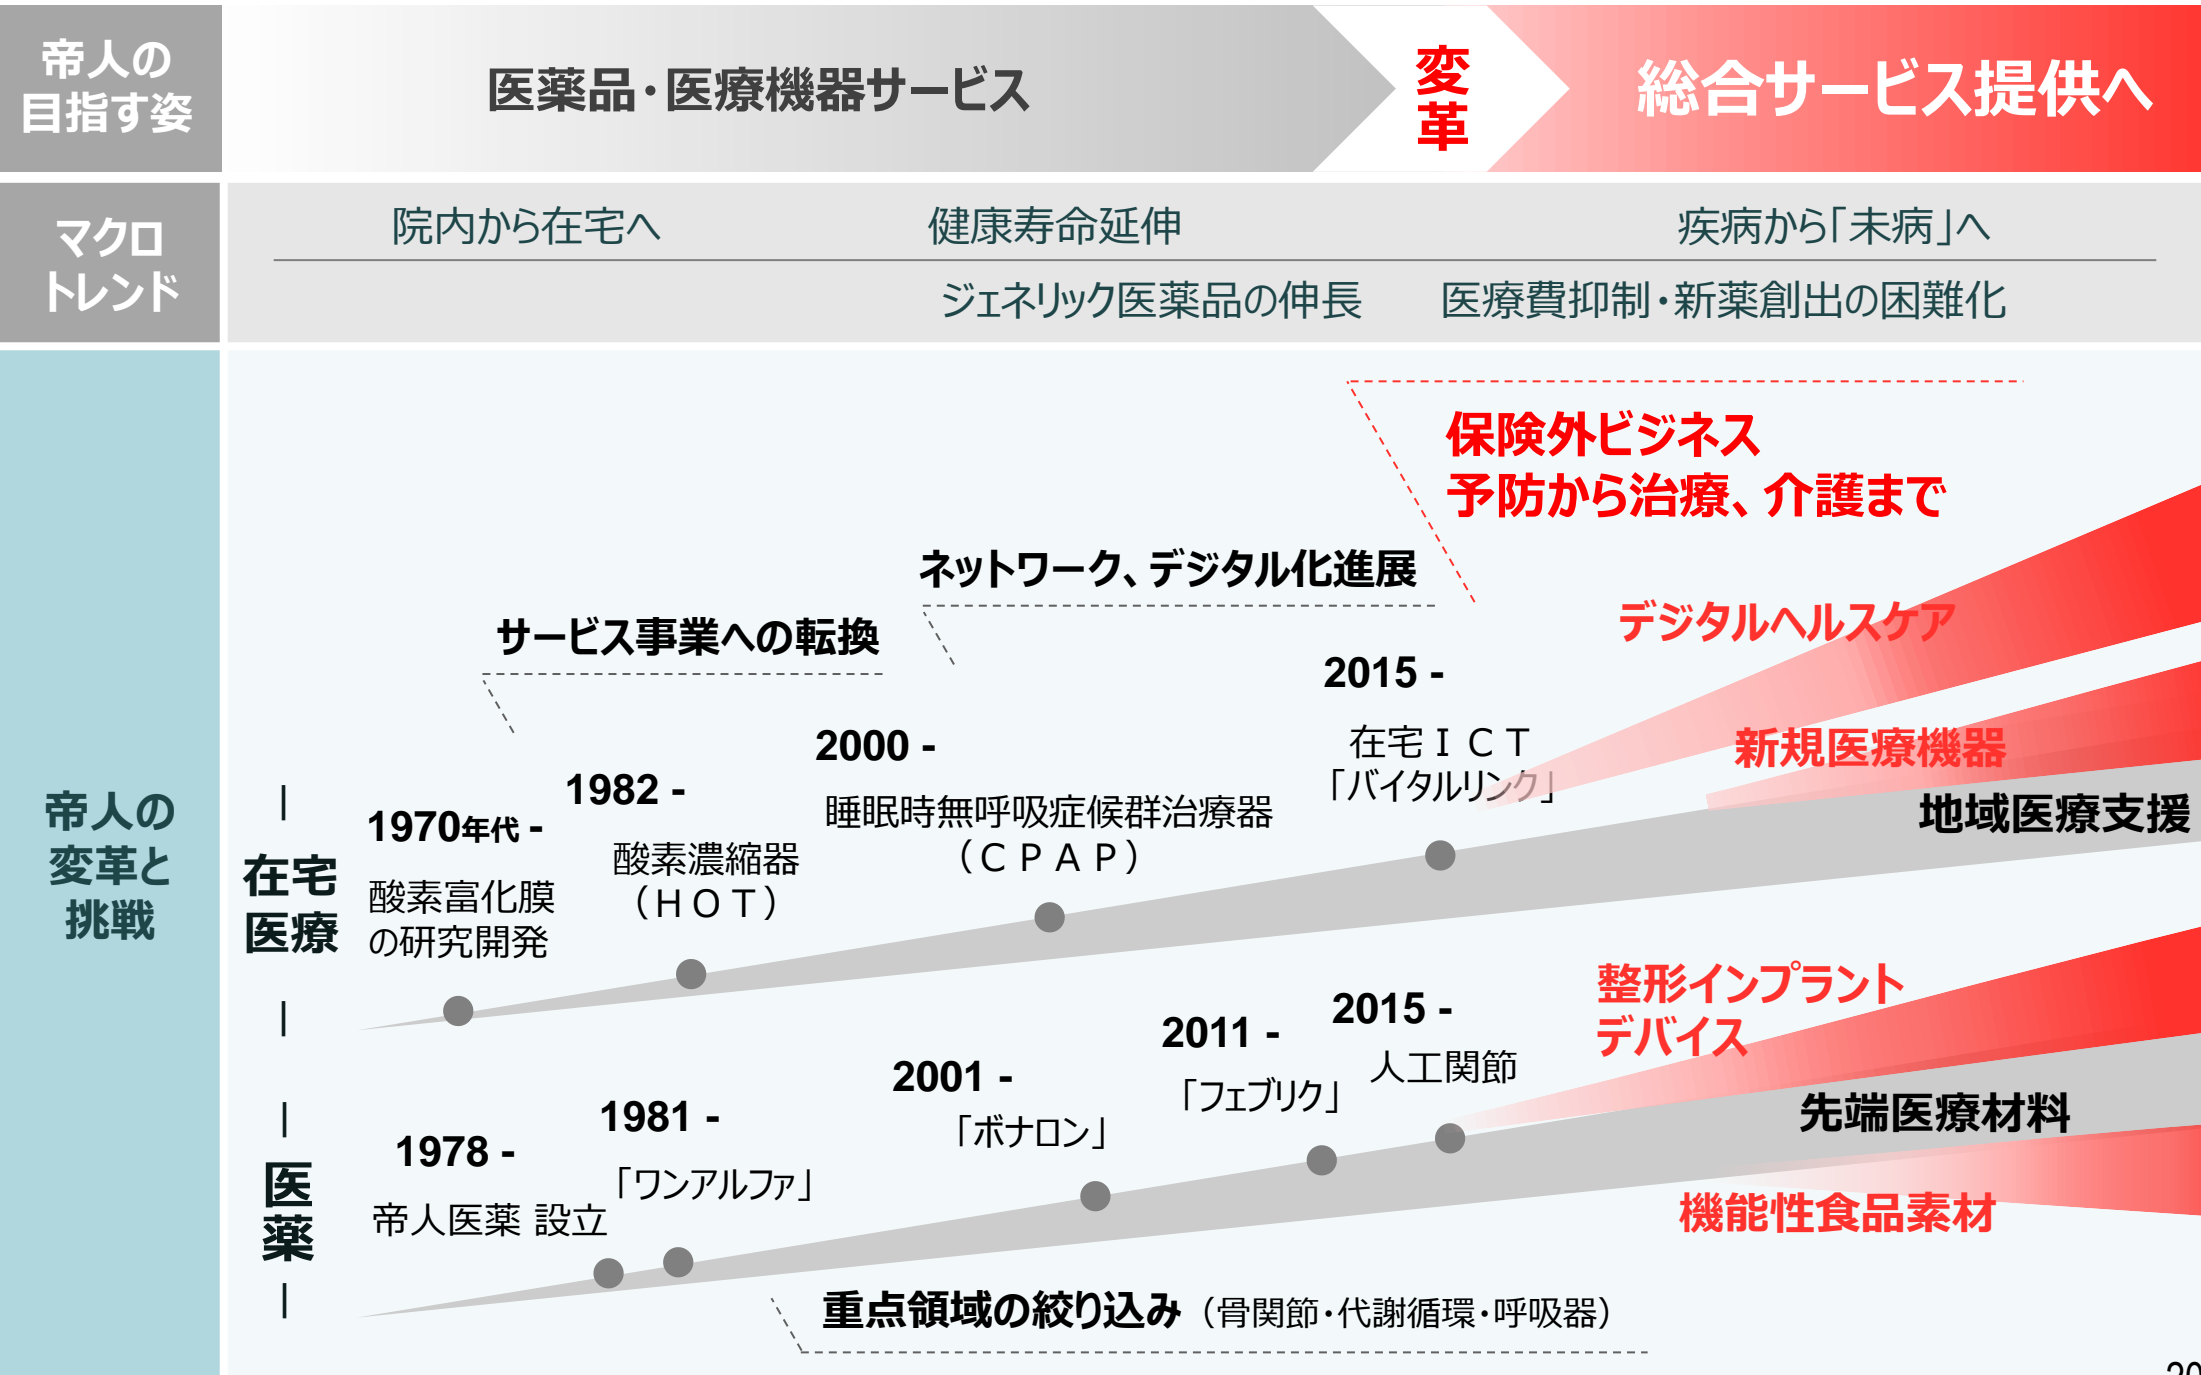 帝人の
目指す姿
医薬品・医療機器サービス
変
革
総合サービス提供へ
マクロ
トレンド
院内から在宅へ
健康寿命延伸
疾病から「未病」へ
ジェネリック医薬品の伸長
医療費抑制・新薬創出の困難化
帝人の
変革と
挑戦
保険外ビジネス
予防から治療、介護まで
ネットワーク、デジタル化進展
サービス事業への転換
デジタルヘルスケア
新規医療機器
地域医療支援
在宅
医療
1970年代 -
酸素富化膜
の研究開発
1982 -
酸素濃縮器
（ＨＯＴ）
2000 -
睡眠時無呼吸症候群治療器
（ＣＰＡＰ）
2015 -
在宅ＩＣＴ
「バイタルリンク」
医
薬
1978 -
帝人医薬 設立
1981 -
「ワンアルファ」
2001 -
「ボナロン」
2011 -
「フェブリク」
2015 -
人工関節
整形インプラント
デバイス
先端医療材料
機能性食品素材
重点領域の絞り込み（骨関節・代謝循環・呼吸器）